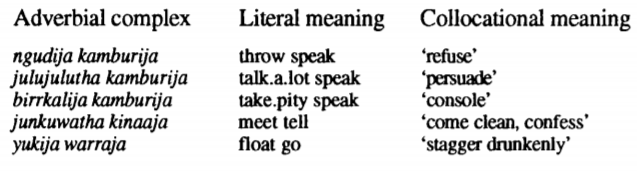 Adverbial complex Literal meaning Collocational meaning
ngudija kamburija throw speak ‘refuse’
julujulutha kamburija talk.a.lot speak ‘persuade’
birrkalija kamburija take.pity speak ‘console’
junkuwatha kinaaja meet tell ‘come clean, confess’
yukija warraja float go ‘stagger drunkenly’